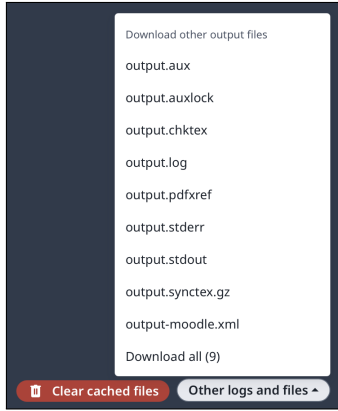 Download other output files
output.aux
output.auxlock
output.chktex
output.log
output.pdfxref
output.stderr
output.stdout
output.synctex.gz
output-moodle.xml
Download all (9)
Clear cached files
Other logs and files